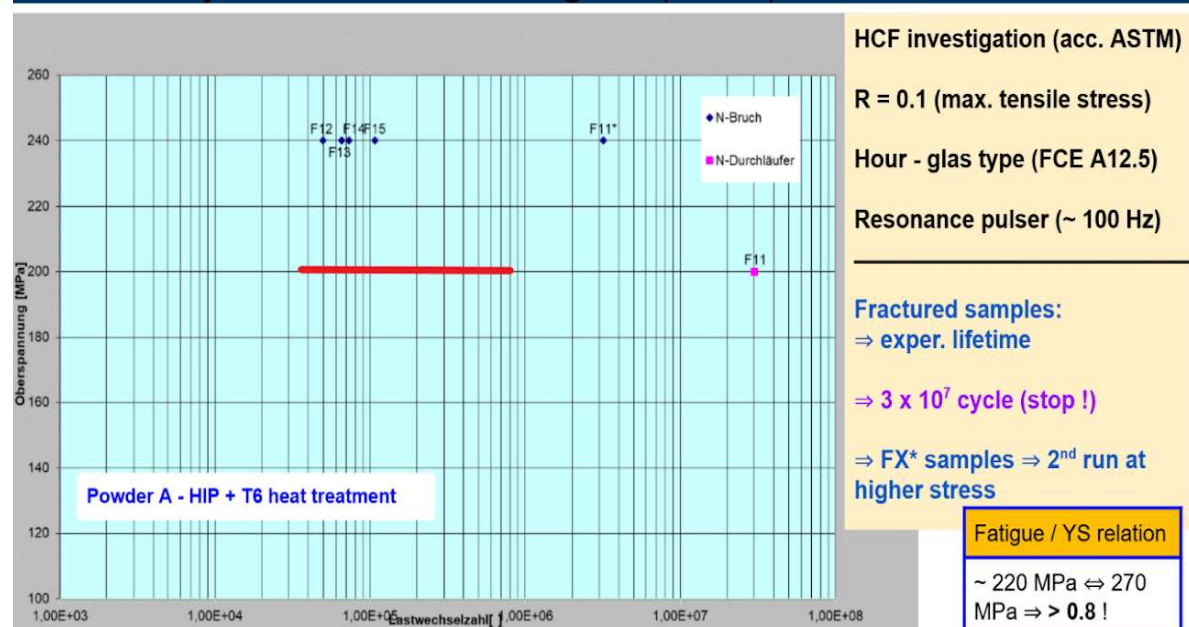 HCF investigation (acc. ASTM)
R = 0.1 (max. tensile stress)
Hour - glas type (FCE A12.5)
Resonance pulser (~ 100 Hz)
Fractured samples:
⇒ exper. lifetime
⇒ 3 x 10⁷ cycle (stop !)
⇒ FX* samples ⇒ 2ⁿᵈ run at
higher stress
Fatigue / YS relation
~ 220 MPa ⇔ 270
MPa ⇒ > 0.8 !
Oberspannung [MPa]
260
240
220
200
180
160
140
120
100
F12 F14 F15 F11*
F13
N-Bruch
N-Durchläufer
F11
Powder A - HIP + T6 heat treatment
1,00E+03 1,00E+04 1,00E+05 1,00E+06 1,00E+07 1,00E+08
Lastwechselzahl[ ]